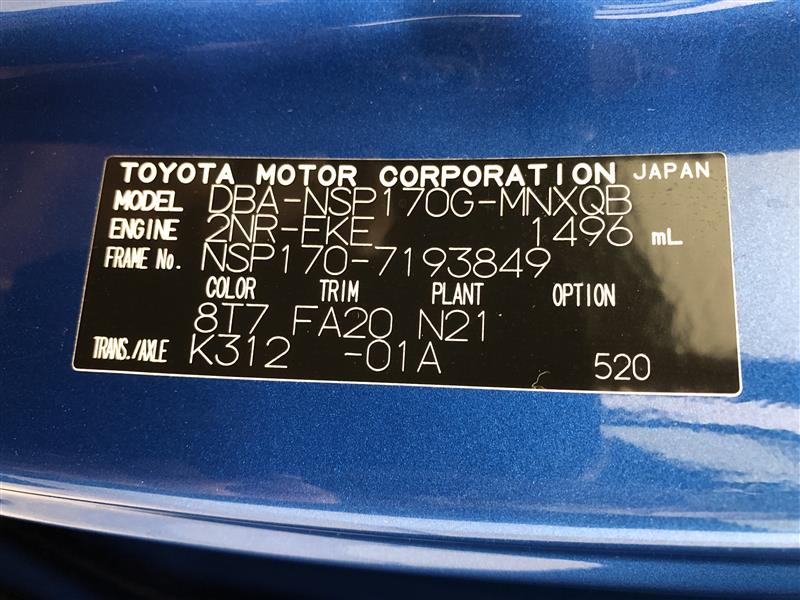 TOYOTA MOTOR CORPORATION JAPAN
MODEL DBA-NSP170G-MNXQB
ENGINE 2NR-FKE 1496 mL
FRAME No. NSP170-7193849
COLOR TRIM PLANT OPTION
8T7 FA20 N21
TRANS./AXLE K312 -01A 520